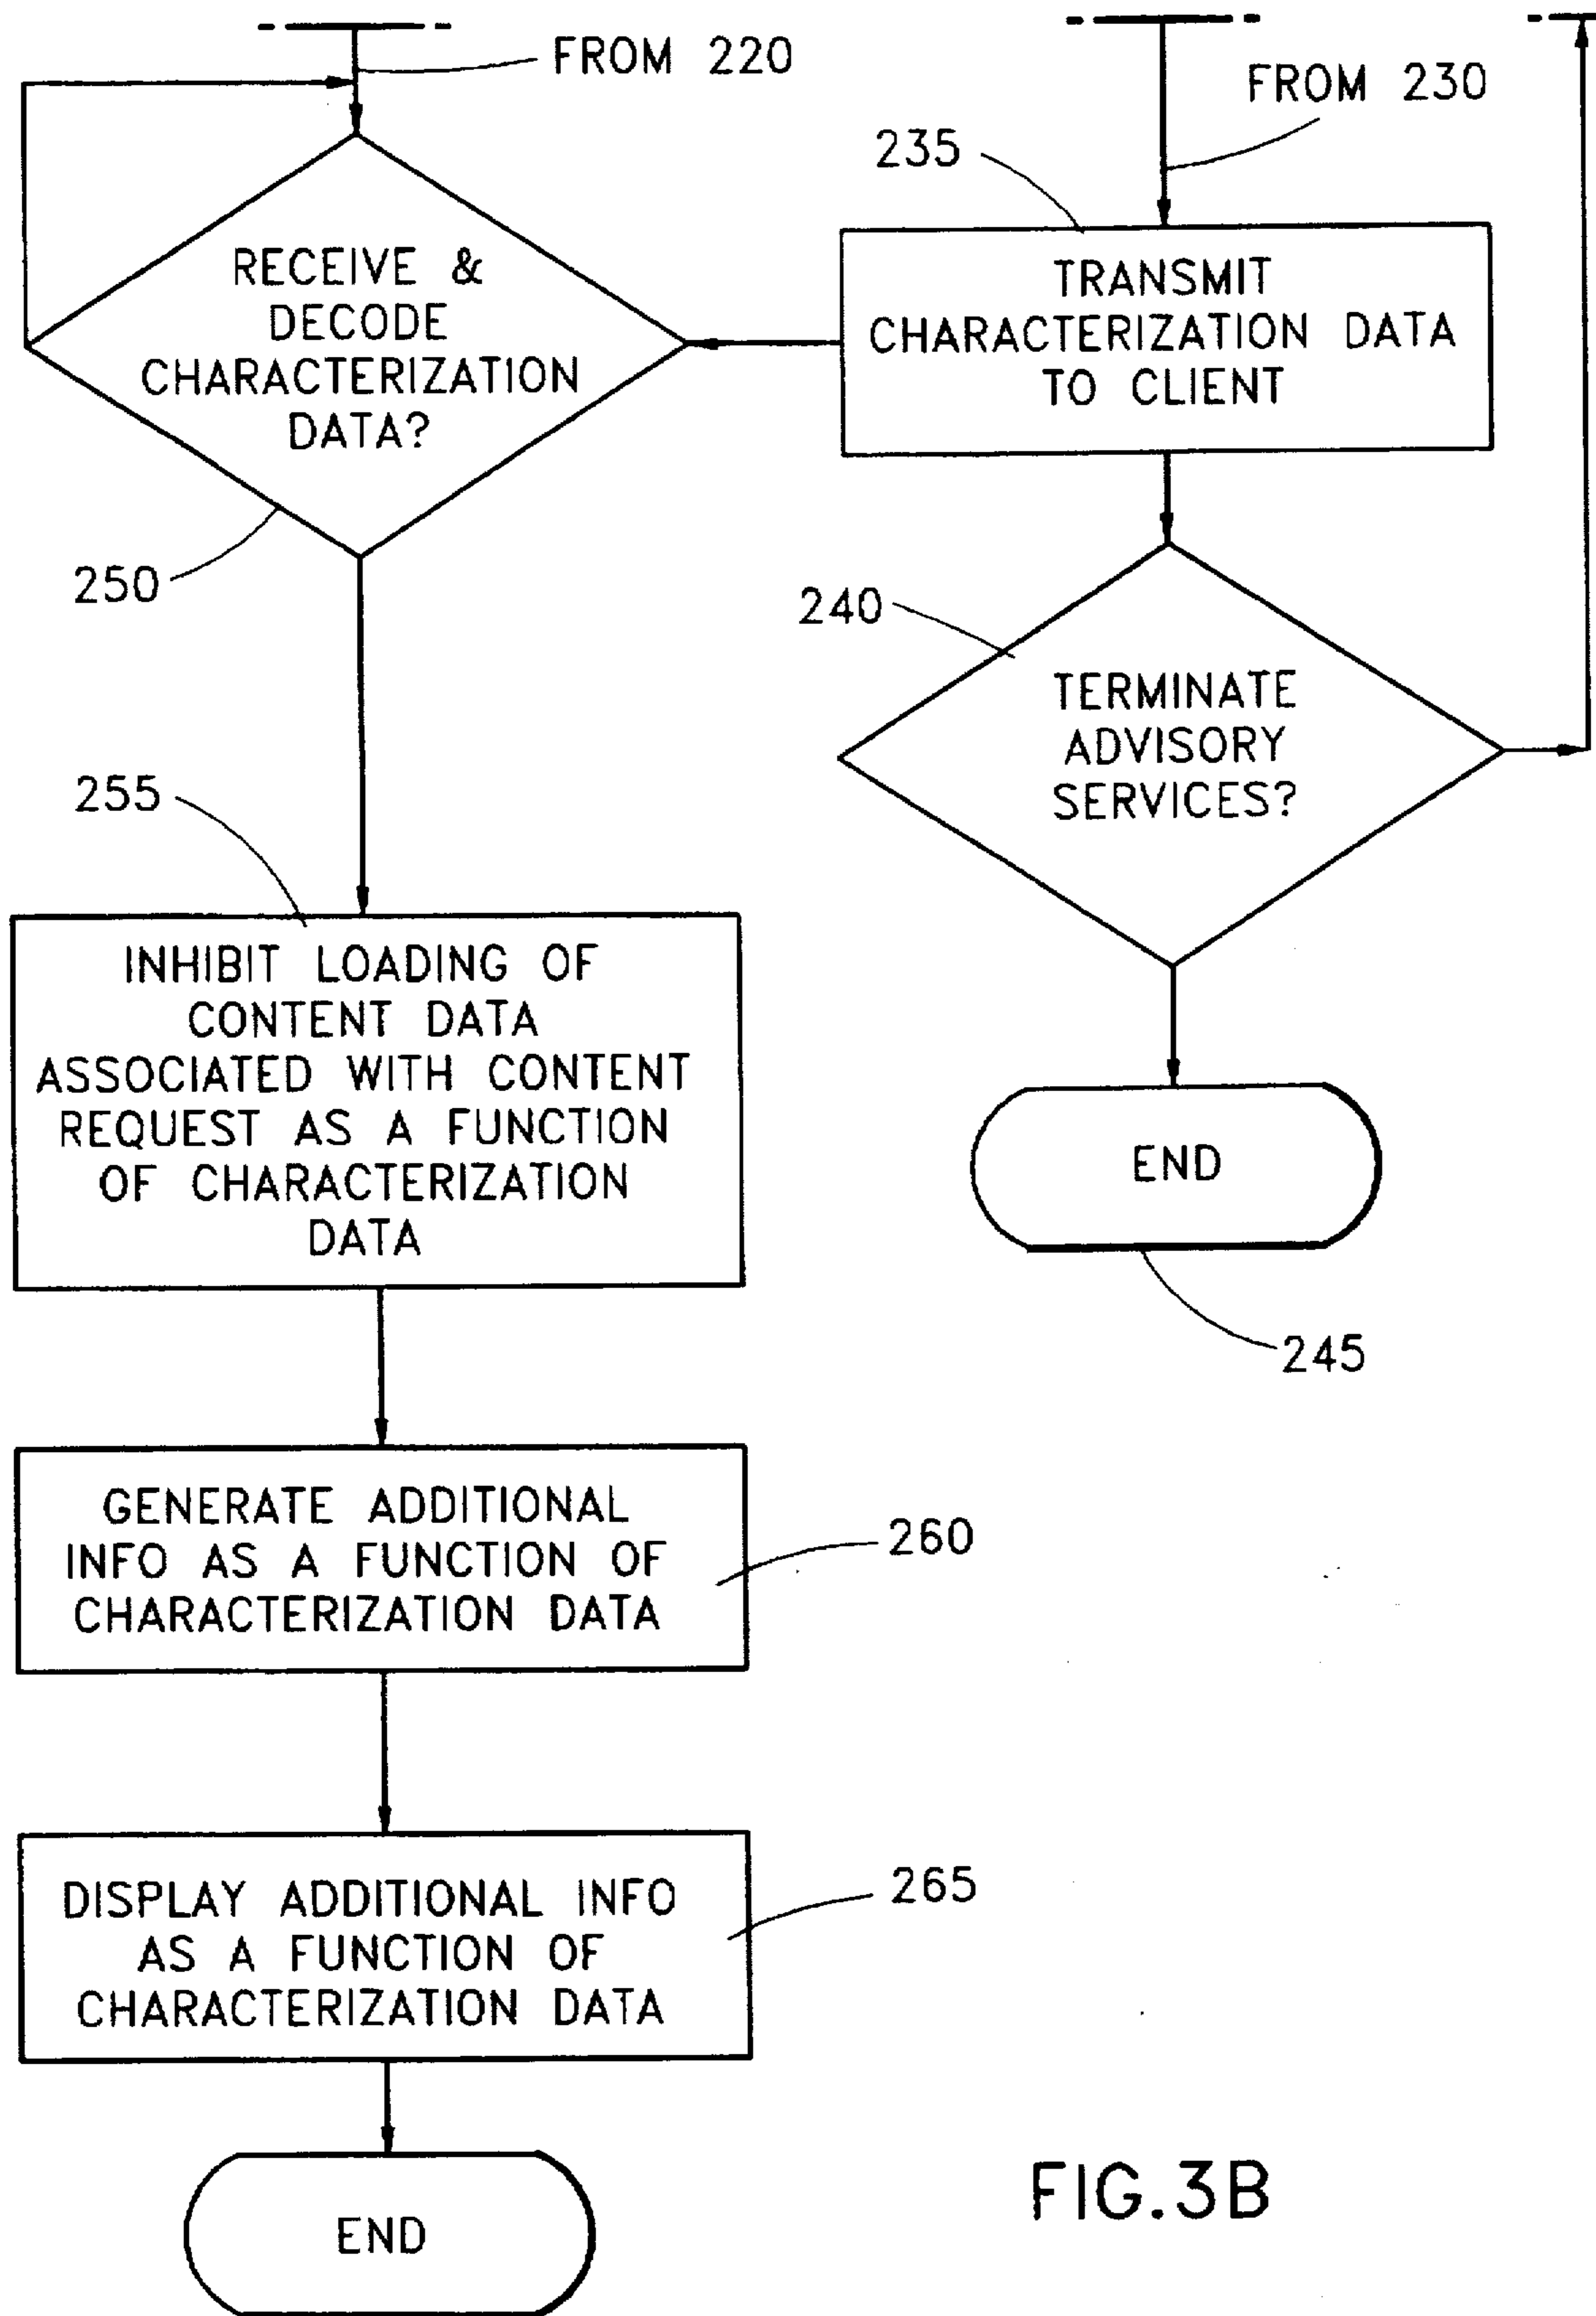 FROM 220
FROM 230
235
RECEIVE &
DECODE
CHARACTERIZATION
DATA?
TRANSMIT
CHARACTERIZATION DATA
TO CLIENT
250
240
TERMINATE
ADVISORY
SERVICES?
255
INHIBIT LOADING OF
CONTENT DATA
ASSOCIATED WITH CONTENT
REQUEST AS A FUNCTION
OF CHARACTERIZATION
DATA
END
245
GENERATE ADDITIONAL
INFO AS A FUNCTION OF
CHARACTERIZATION DATA
260
DISPLAY ADDITIONAL INFO
AS A FUNCTION OF
CHARACTERIZATION DATA
265
END
FIG.3B